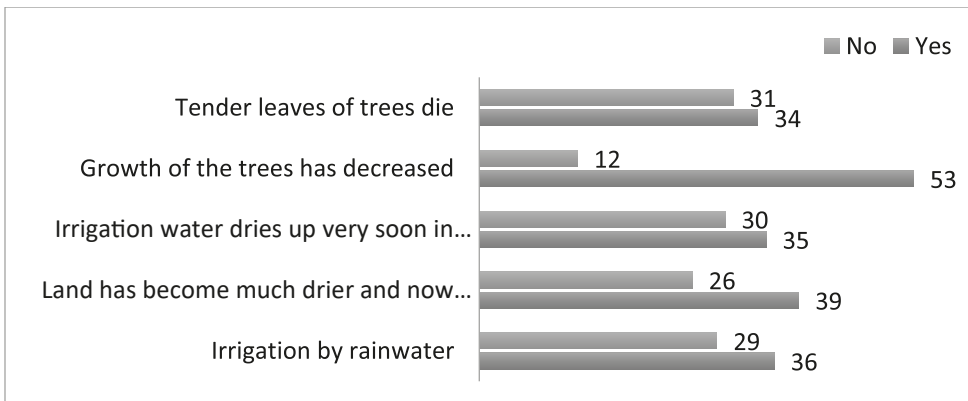 No Yes
Tender leaves of trees die
31
34
Growth of the trees has decreased
12
53
Irrigation water dries up very soon in...
30
35
Land has become much drier and now...
26
39
Irrigation by rainwater
29
36